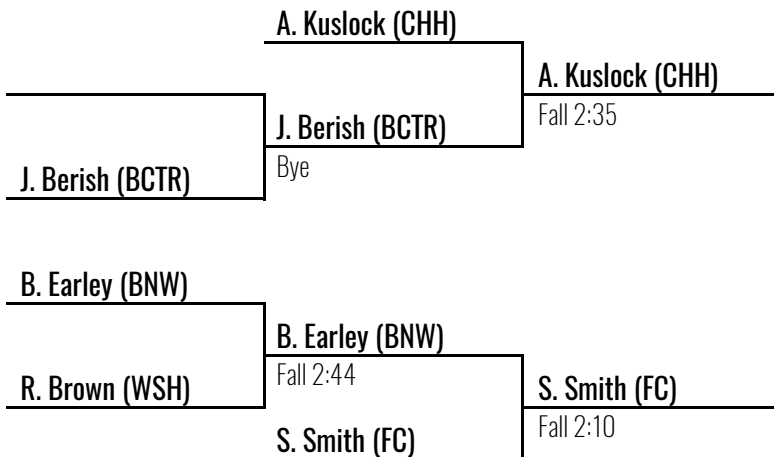 A. Kuslock (CHH)
A. Kuslock (CHH)
Fall 2:35
J. Berish (BCTR)
Bye
J. Berish (BCTR)
B. Earley (BNW)
B. Earley (BNW)
Fall 2:44
R. Brown (WSH)
S. Smith (FC)
Fall 2:10
S. Smith (FC)